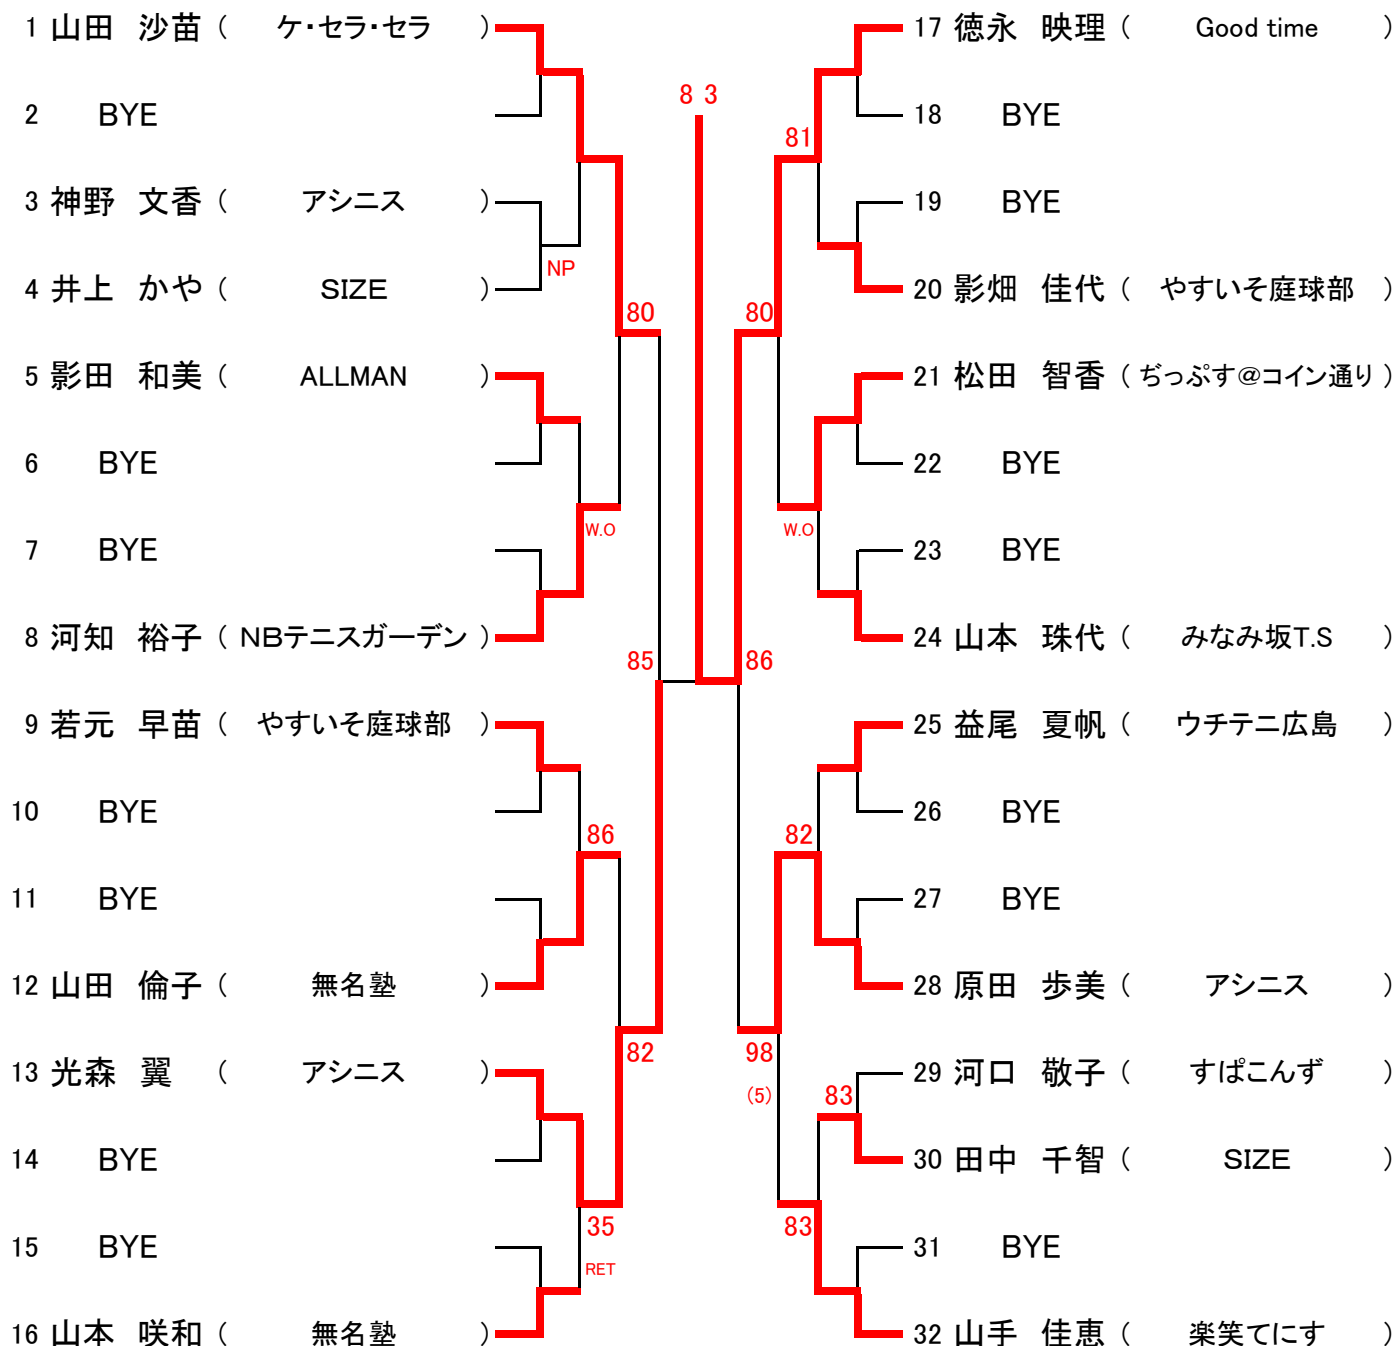 1 山田 沙苗 ( ケ・セラ・セラ )
2 BYE
3 神野 文香 ( アシニス )
NP
4 井上 かや ( SIZE )
80
5 影田 和美 ( ALLMAN )
6 BYE
W.O
7 BYE
8 河知 裕子 ( NBテニスガーデン )
85
9 若元 早苗 ( やすいそ庭球部 )
10 BYE
86
11 BYE
12 山田 倫子 ( 無名塾 )
82
13 光森 翼 ( アシニス )
14 BYE
35
15 BYE
RET
16 山本 咲和 ( 無名塾 )
8 3
17 徳永 映理 ( Good time )
18 BYE
81
19 BYE
20 影畑 佳代 ( やすいそ庭球部 )
80
21 松田 智香 ( ぢっぷす@コイン通り )
22 BYE
W.O
23 BYE
24 山本 珠代 ( みなみ坂T.S )
86
25 益尾 夏帆 ( ウチテニ広島 )
26 BYE
82
27 BYE
28 原田 歩美 ( アシニス )
98
(5)
29 河口 敬子 ( すぱこんず )
83
30 田中 千智 ( SIZE )
83
31 BYE
32 山手 佳恵 ( 楽笑てにす )